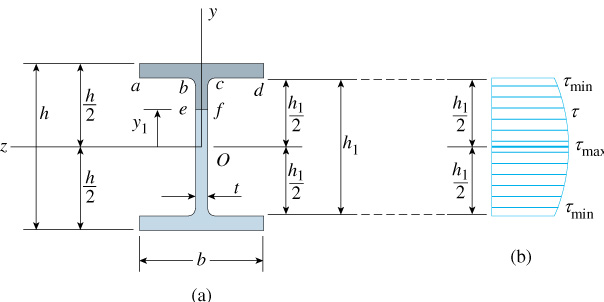 y
a
b
c
d
e
f
h
h/2
y₁
z
O
h/2
t
h₁/2
h₁
h₁/2
b
(a)
h₁/2
h₁/2
τmin
τ
τmax
τmin
(b)